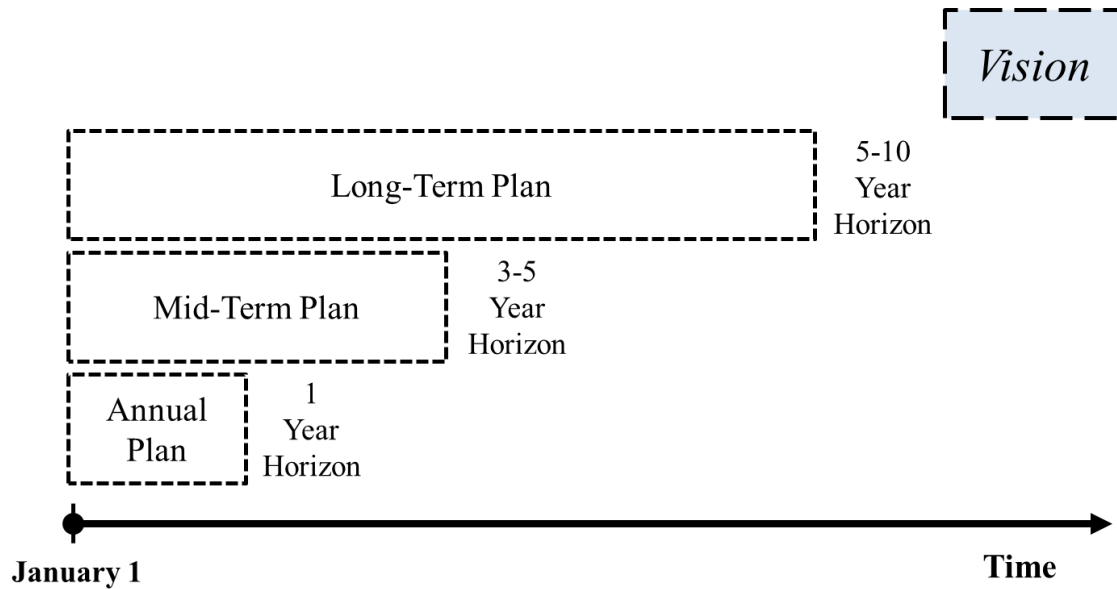 Vision
Long-Term Plan
5-10
Year
Horizon
Mid-Term Plan
3-5
Year
Horizon
Annual
Plan
1
Year
Horizon
January 1
Time